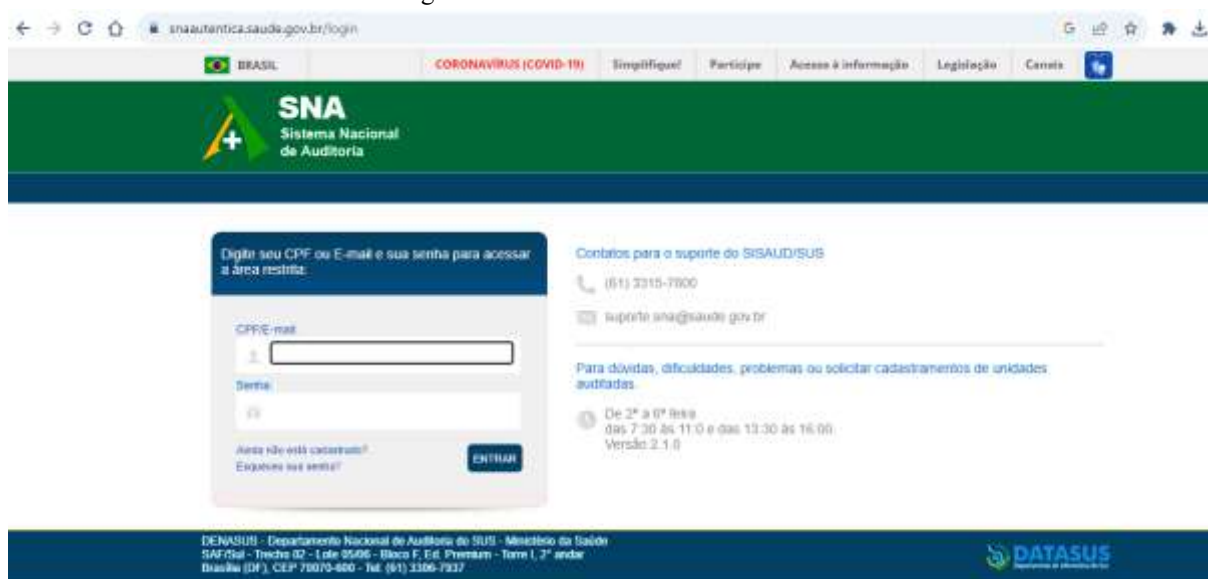 snaautentica.saude.gov.br/login
BRASIL
CORONAVÍRUS (COVID-19)
Simplifique!
Participe
Acesso à informação
Legislação
Canais
SNA
Sistema Nacional
de Auditoria
Digite seu CPF ou E-mail e sua senha para acessar
a área restrita:
CPF/E-mail
Senha
Ainda não está cadastrado?
Esqueceu sua senha?
ENTRAR
Contatos para o suporte do SISAUD/SUS
(61) 3315-7800
suporte.sna@saude.gov.br
Para dúvidas, dificuldades, problemas ou solicitar cadastramentos de unidades
auditadas.
De 2ª a 6ª feira
das 7:30 às 11:0 e das 13:30 às 16:00.
Versão 2.1.0
DENASUS - Departamento Nacional de Auditoria do SUS - Ministério da Saúde
SAF/Sul - Trecho 02 - Lote 05/06 - Bloco F, Ed. Premium - Torre I, 2° andar
Brasília (DF), CEP 70070-600 - Tel: (61) 3306-7937
DATASUS